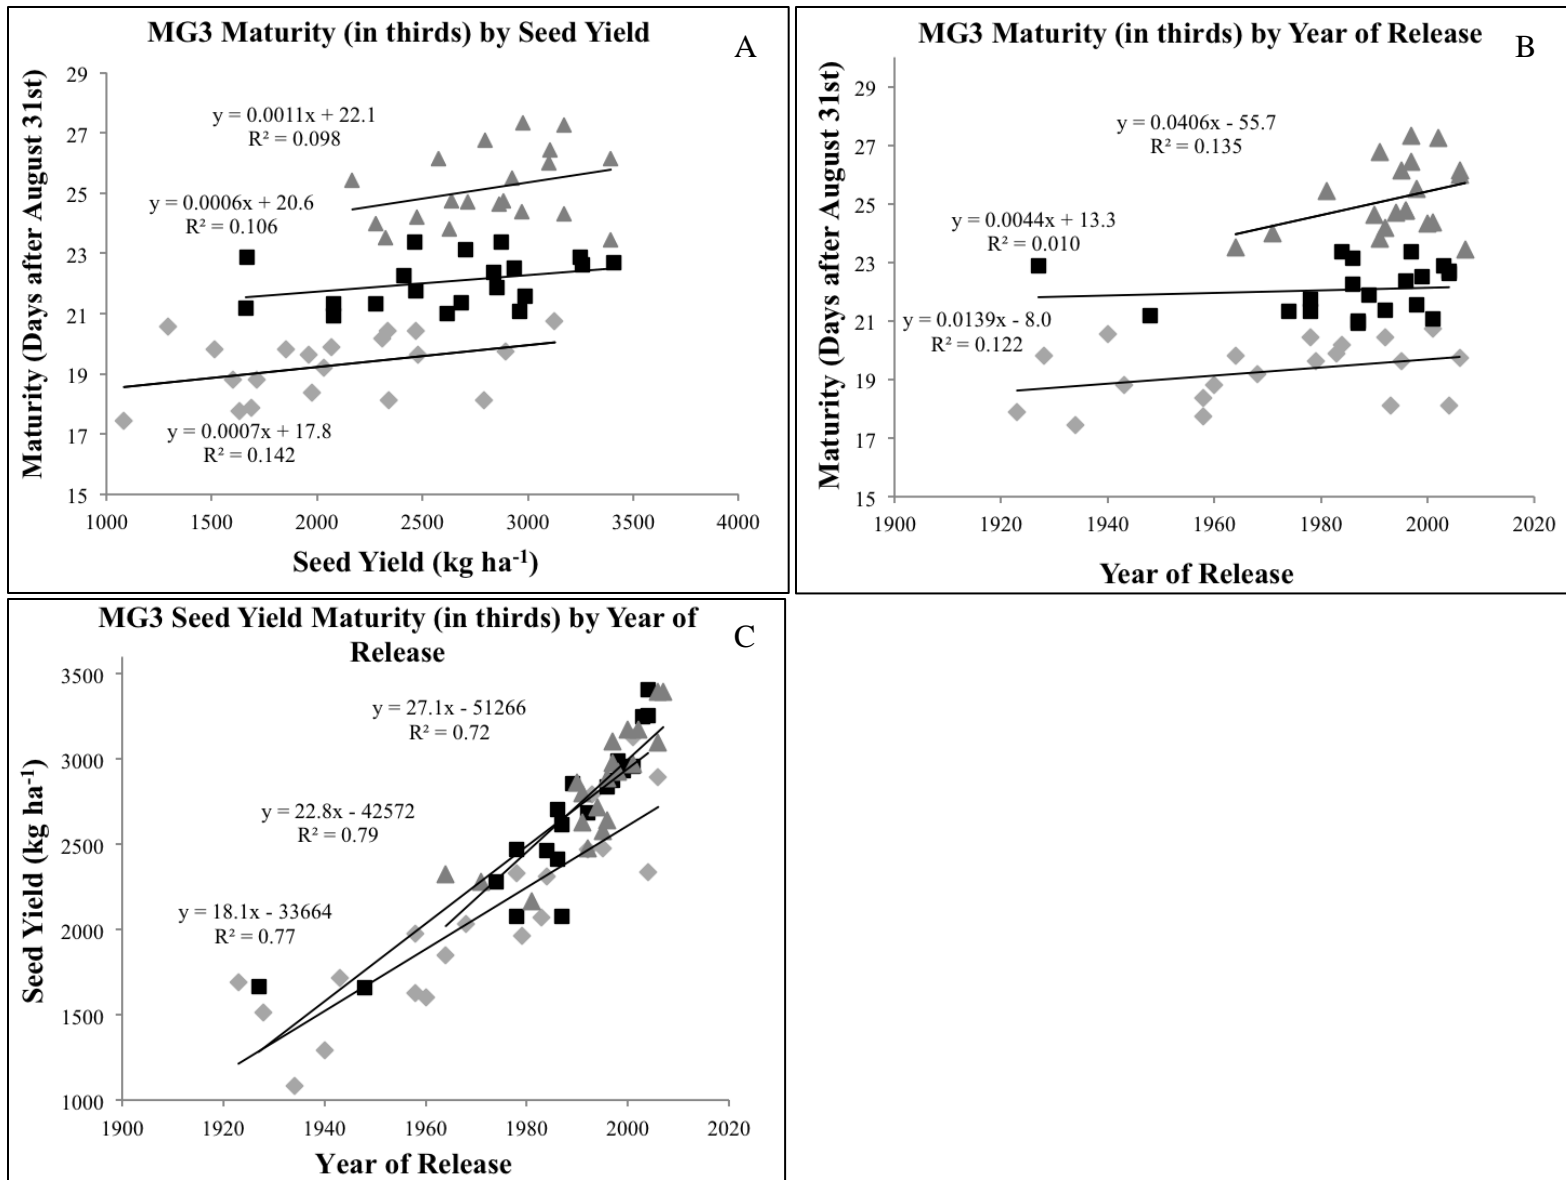 MG3 Maturity (in thirds) by Seed Yield
A
Maturity (Days after August 31st)
29
27
25
23
21
19
17
15
y = 0.0011x + 22.1
R² = 0.098
y = 0.0006x + 20.6
R² = 0.106
y = 0.0007x + 17.8
R² = 0.142
1000 1500 2000 2500 3000 3500 4000
Seed Yield (kg ha⁻¹)
MG3 Maturity (in thirds) by Year of Release
B
Maturity (Days after August 31st)
29
27
25
23
21
19
17
15
y = 0.0406x - 55.7
R² = 0.135
y = 0.0044x + 13.3
R² = 0.010
y = 0.0139x - 8.0
R² = 0.122
1900 1920 1940 1960 1980 2000 2020
Year of Release
MG3 Seed Yield Maturity (in thirds) by Year of
Release
C
Seed Yield (kg ha⁻¹)
3500
3000
2500
2000
1500
1000
y = 27.1x - 51266
R² = 0.72
y = 22.8x - 42572
R² = 0.79
y = 18.1x - 33664
R² = 0.77
1900 1920 1940 1960 1980 2000 2020
Year of Release